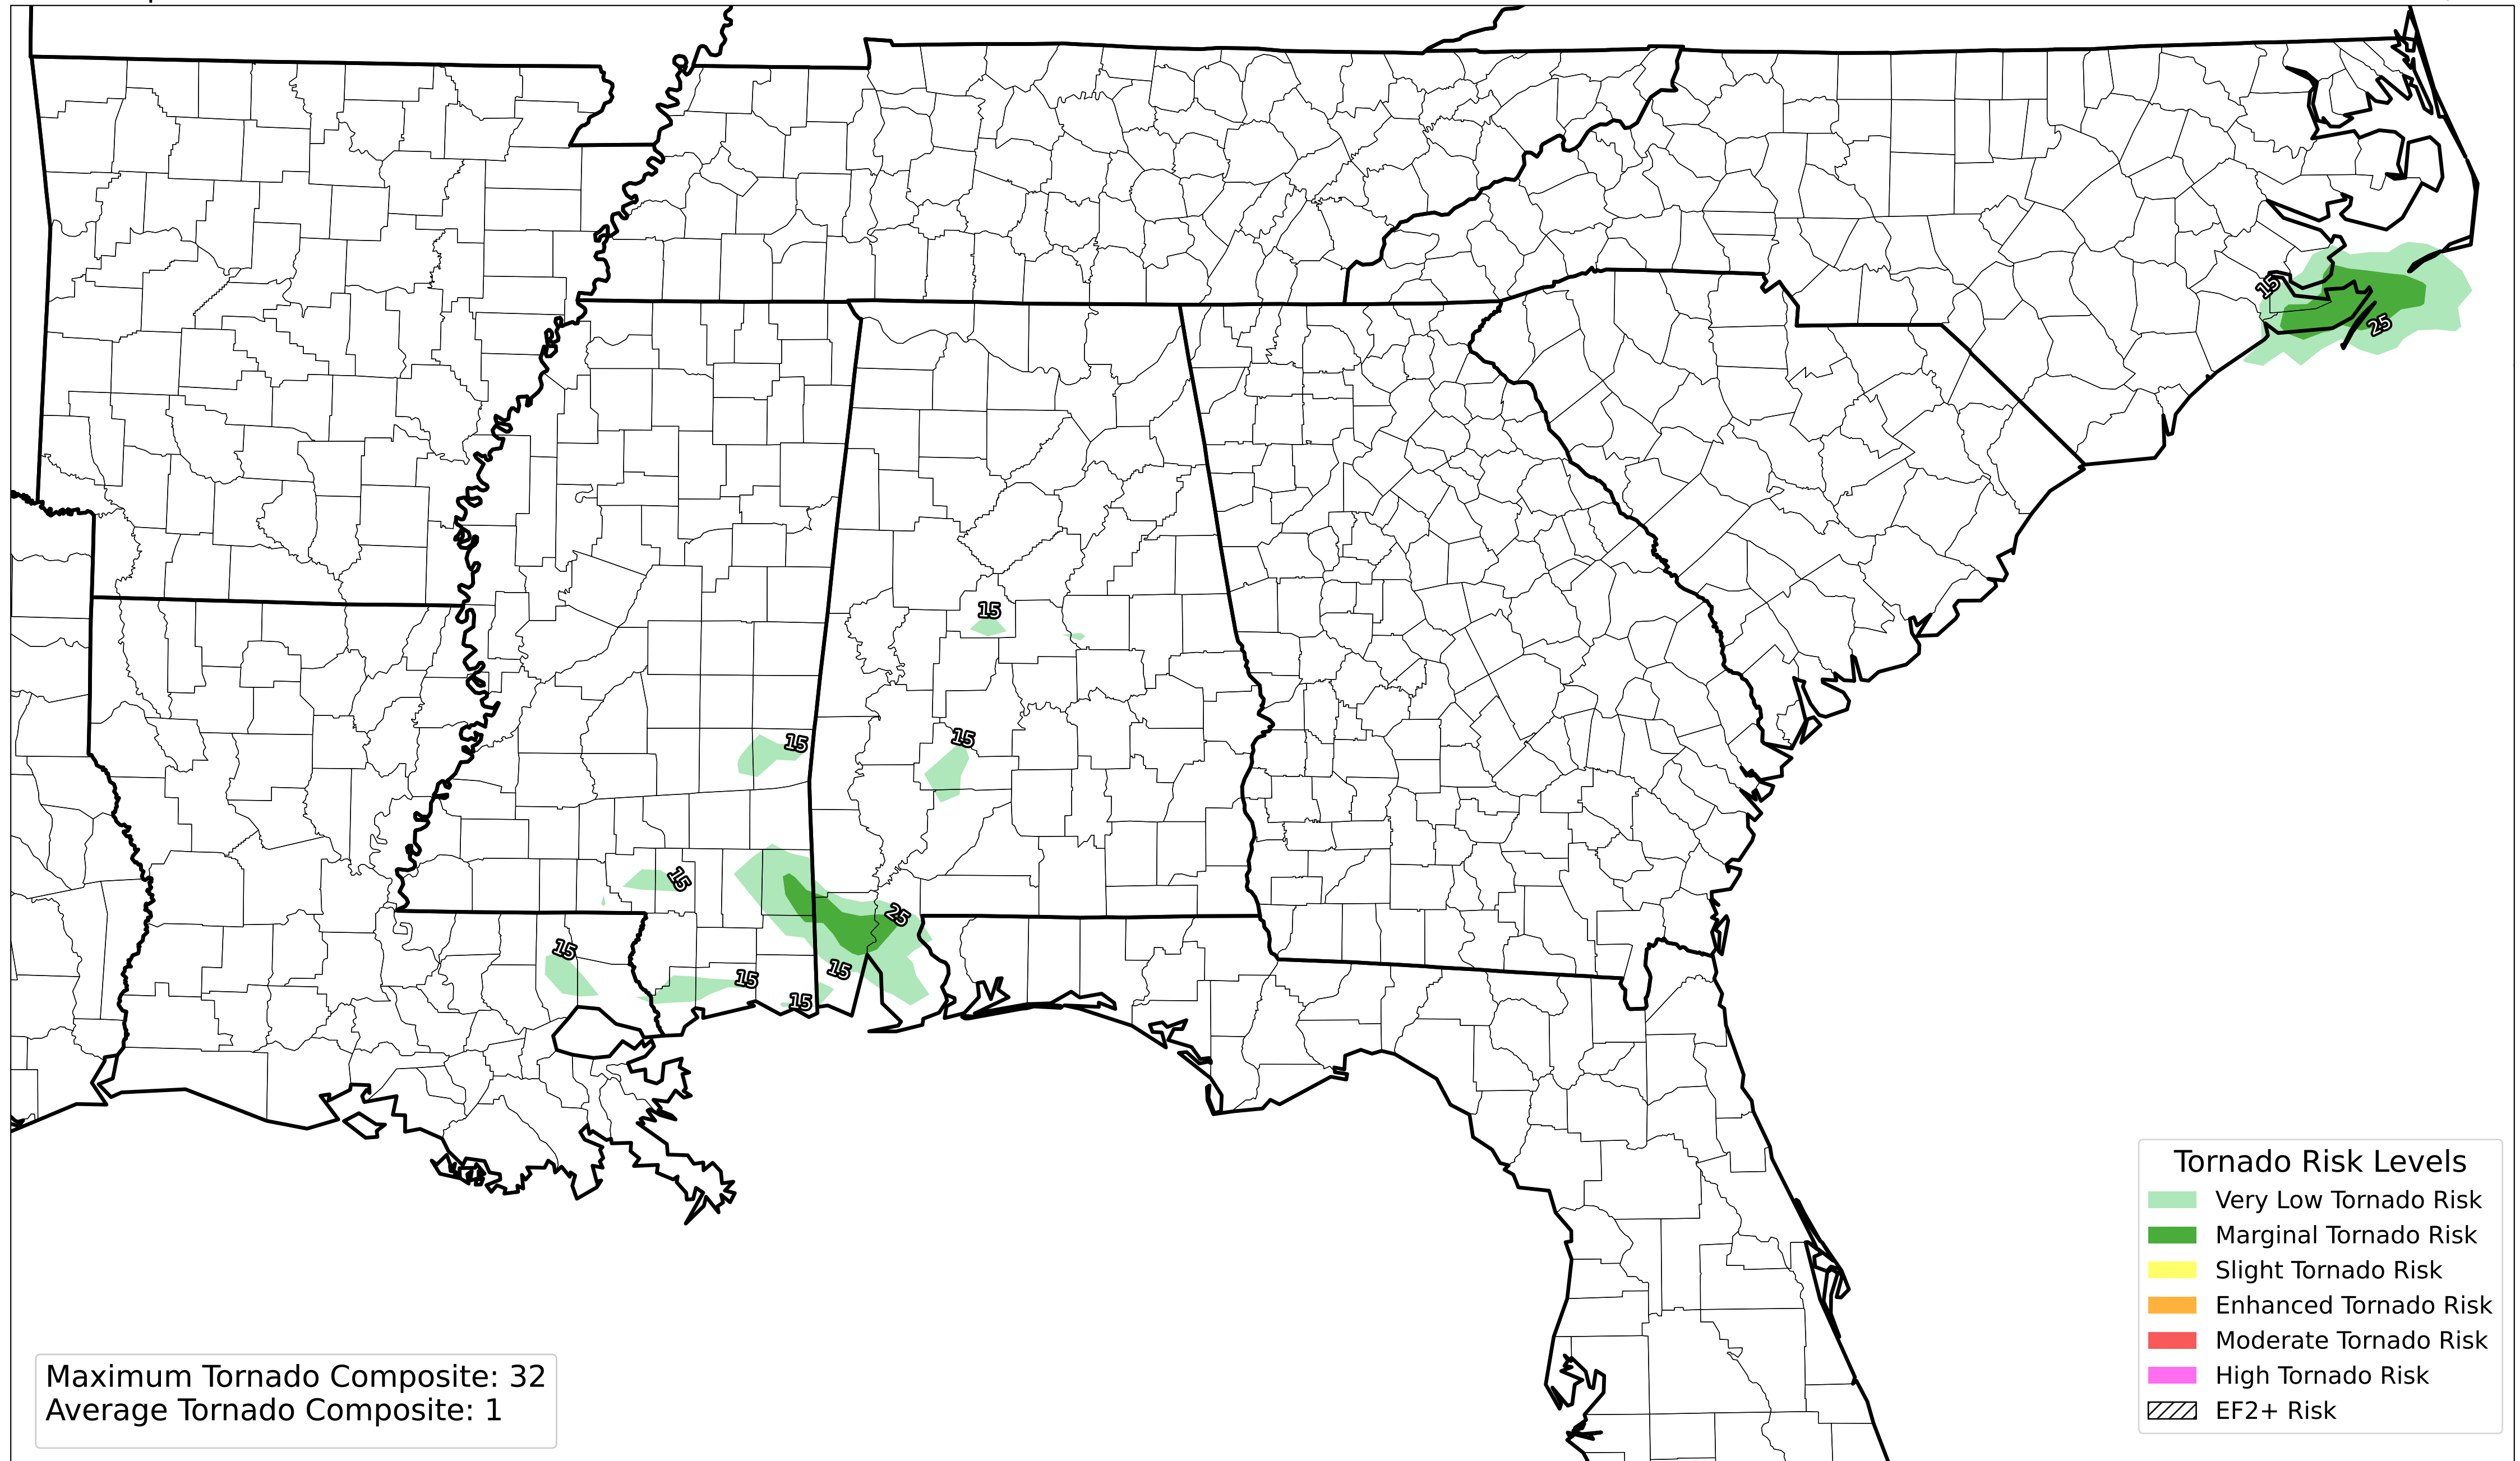 15
25
15
15
15
15
25
15
15
15
15
Tornado Risk Levels
Very Low Tornado Risk
Marginal Tornado Risk
Slight Tornado Risk
Enhanced Tornado Risk
Moderate Tornado Risk
High Tornado Risk
EF2+ Risk
Maximum Tornado Composite: 32
Average Tornado Composite: 1